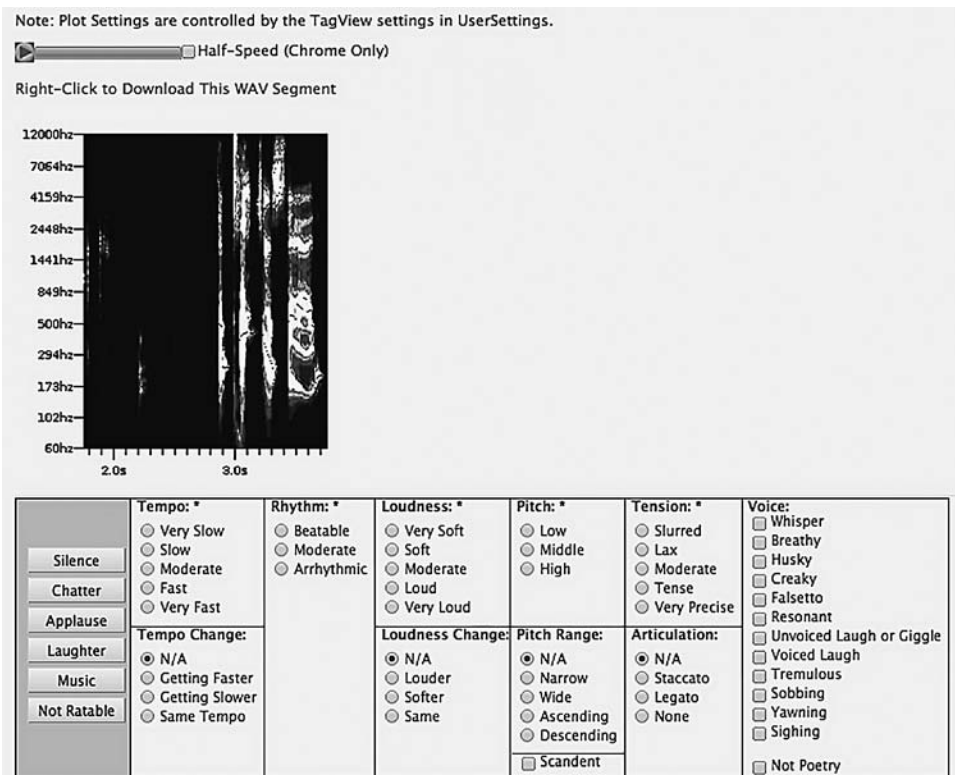 Note: Plot Settings are controlled by the TagView settings in UserSettings.
Half-Speed (Chrome Only)
Right-Click to Download This WAV Segment
12000hz
7064hz
4159hz
2448hz
1441hz
849hz
500hz
294hz
173hz
102hz
60hz
2.0s 3.0s
Silence
Chatter
Applause
Laughter
Music
Not Ratable
Tempo: *
Very Slow
Slow
Moderate
Fast
Very Fast
Tempo Change:
N/A
Getting Faster
Getting Slower
Same Tempo
Rhythm: *
Beatable
Moderate
Arrhythmic
Loudness: *
Very Soft
Soft
Moderate
Loud
Very Loud
Loudness Change:
N/A
Louder
Softer
Same
Pitch: *
Low
Middle
High
Pitch Range:
N/A
Narrow
Wide
Ascending
Descending
Scandent
Tension: *
Slurred
Lax
Moderate
Tense
Very Precise
Articulation:
N/A
Staccato
Legato
None
Voice:
Whisper
Breathy
Husky
Creaky
Falsetto
Resonant
Unvoiced Laugh or Giggle
Voiced Laugh
Tremulous
Sobbing
Yawning
Sighing
Not Poetry